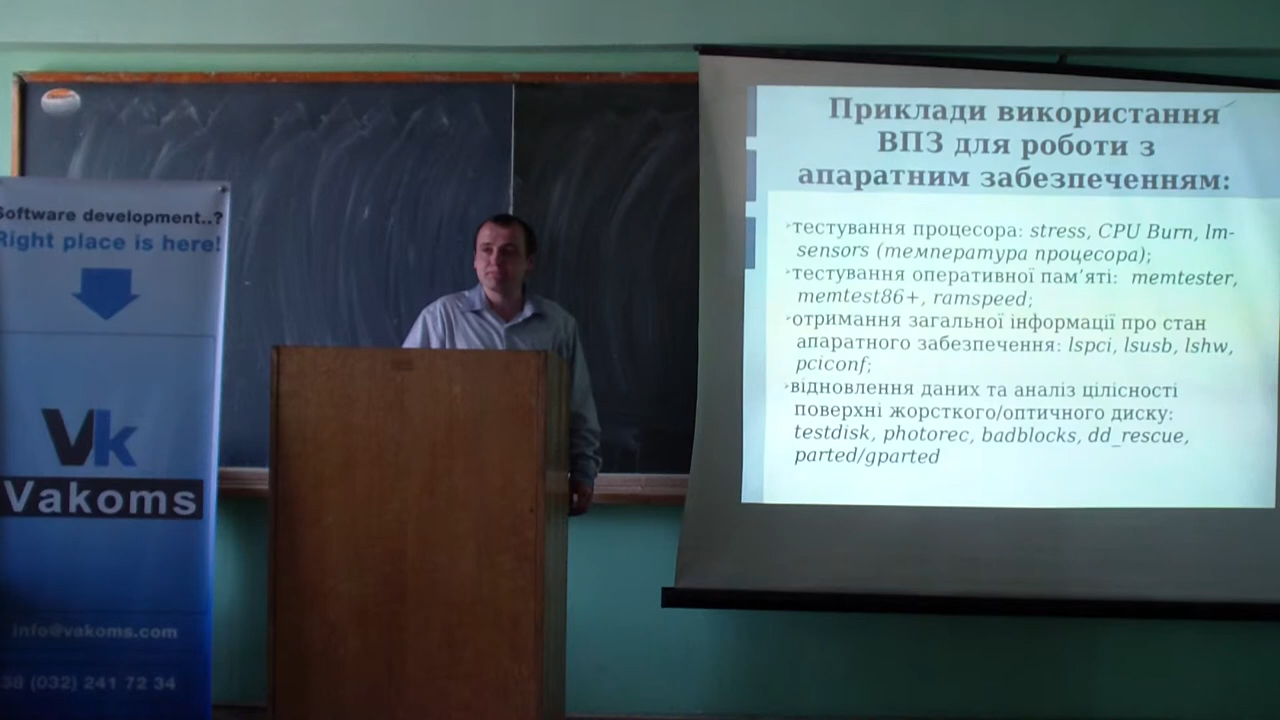 Software development..?
Right place is here!
Vk
Vakoms
info@vakoms.com
38 (032) 241 72 34
Приклади використання
ВПЗ для роботи з
апаратним забезпеченням:
тестування процесора: stress, CPU Burn, lm-
sensors (температура процесора);
тестування оперативної пам’яті: memtester,
memtest86+, ramspeed;
отримання загальної інформації про стан
апаратного забезпечення: lspci, lsusb, lshw,
pciconf;
відновлення даних та аналіз цілісності
поверхні жорсткого/оптичного диску:
testdisk, photorec, badblocks, dd_rescue,
parted/gparted